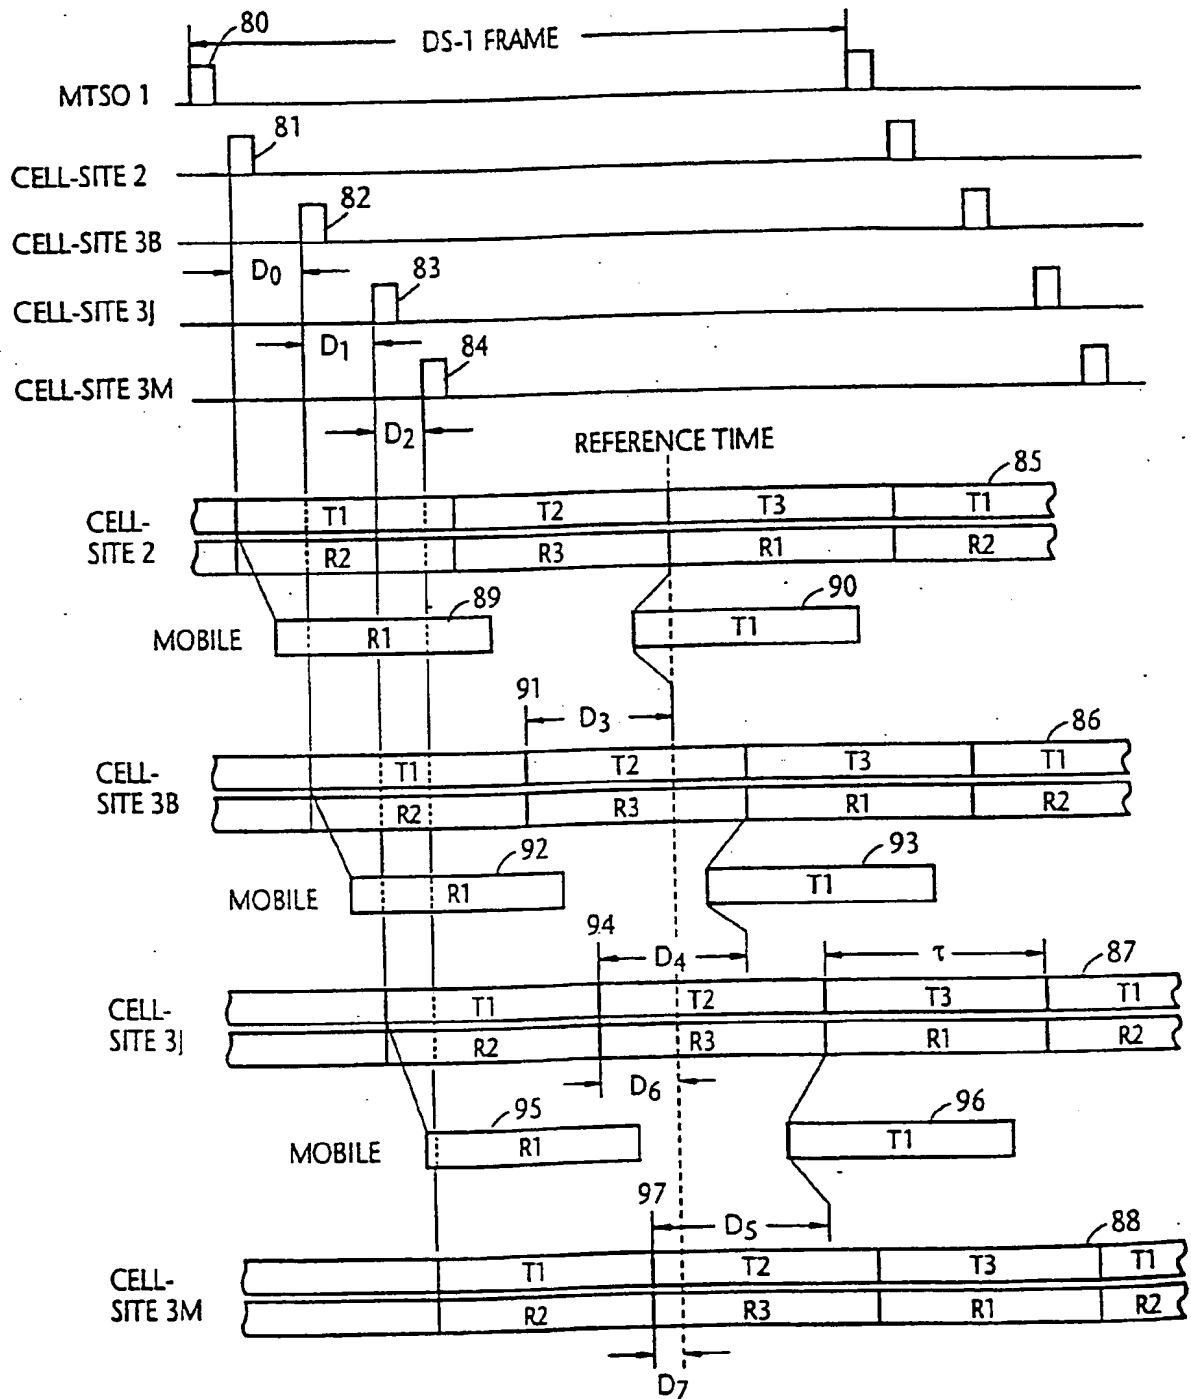 80
DS-1 FRAME
MTSO 1
81
CELL-SITE 2
82
CELL-SITE 3B
D0
83
CELL-SITE 3J
D1
84
CELL-SITE 3M
D2
REFERENCE TIME
85
CELL-SITE 2
T1 T2 T3 T1
R2 R3 R1 R2
89
90
MOBILE
R1
T1
91
D3
86
CELL-SITE 3B
T1 T2 T3 T1
R2 R3 R1 R2
92
93
MOBILE
R1
T1
94
D4
τ
87
CELL-SITE 3J
T1 T2 T3 T1
R2 R3 R1 R2
D6
95
96
MOBILE
R1
T1
97
D5
88
CELL-SITE 3M
T1 T2 T3 T1
R2 R3 R1 R2
D7